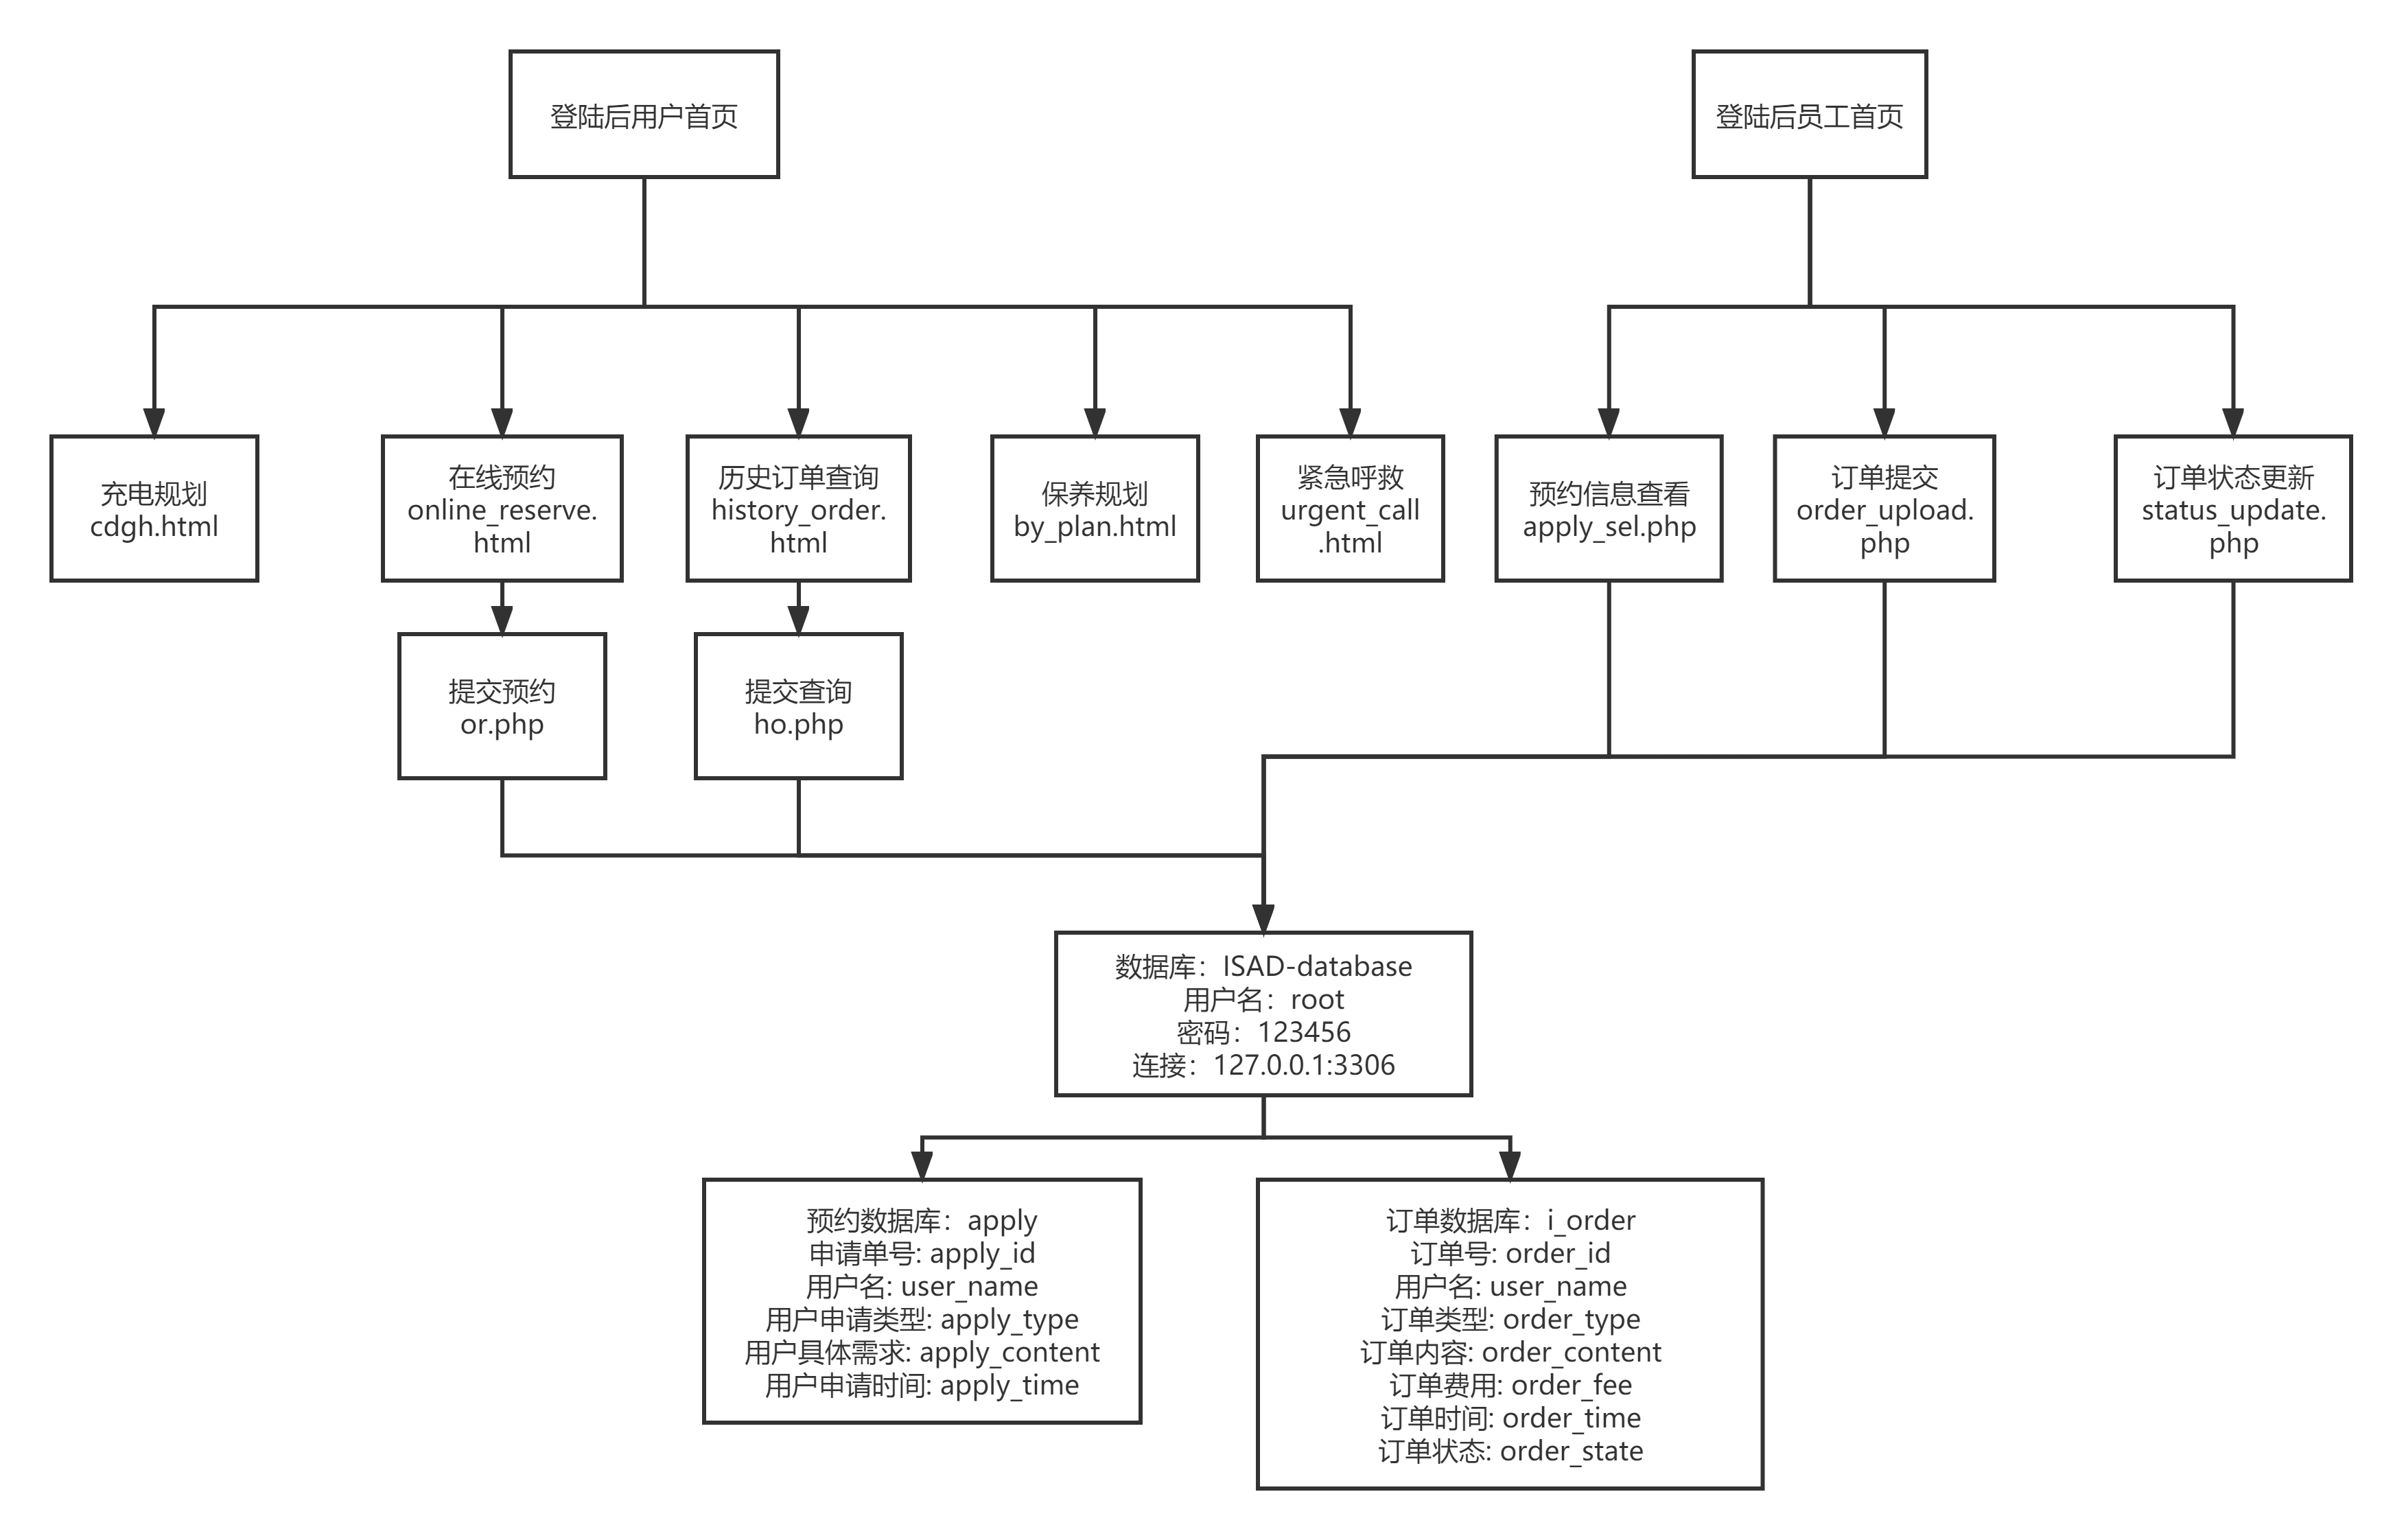 登陆后用户首页
登陆后员工首页
充电规划
cdgh.html
在线预约
online_reserve.
html
历史订单查询
history_order.
html
保养规划
by_plan.html
紧急呼救
urgent_call
.html
预约信息查看
apply_sel.php
订单提交
order_upload.
php
订单状态更新
status_update.
php
提交预约
or.php
提交查询
ho.php
数据库：ISAD-database
用户名：root
密码：123456
连接：127.0.0.1:3306
预约数据库：apply
申请单号: apply_id
用户名: user_name
用户申请类型: apply_type
用户具体需求: apply_content
用户申请时间: apply_time
订单数据库：i_order
订单号: order_id
用户名: user_name
订单类型: order_type
订单内容: order_content
订单费用: order_fee
订单时间: order_time
订单状态: order_state